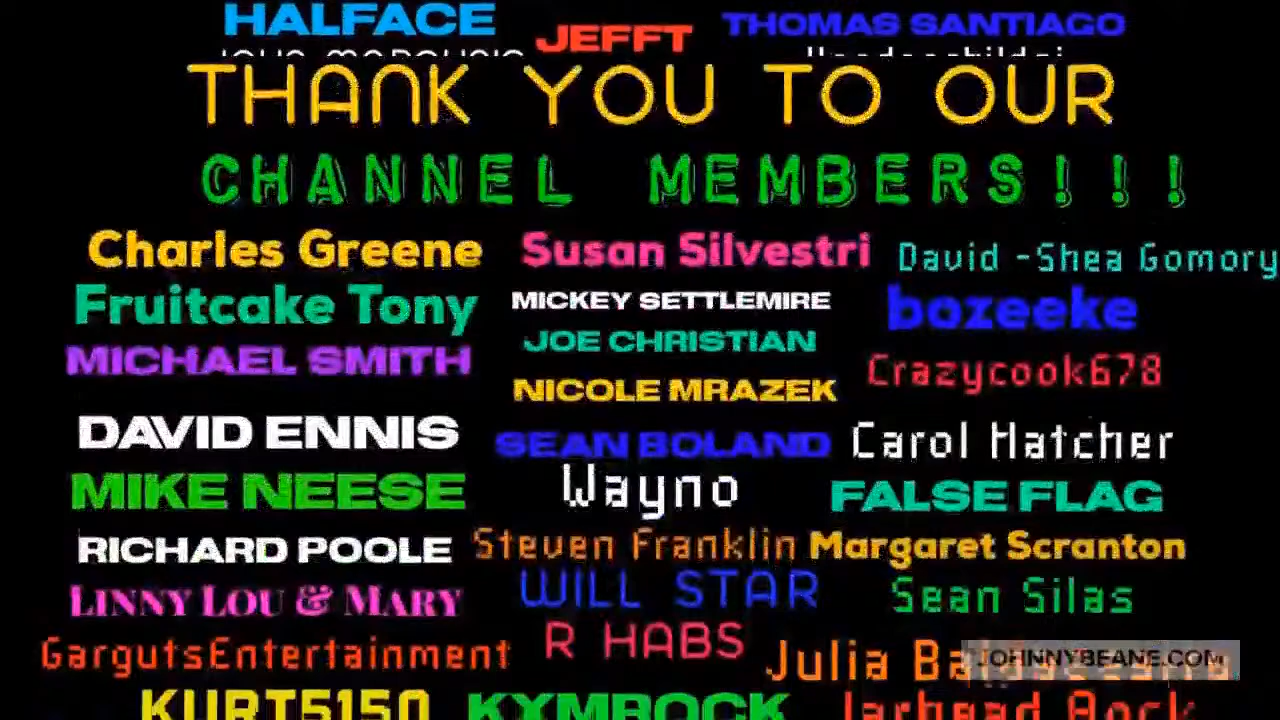 HALFACE JEFFT THOMAS SANTIAGO
THANK YOU TO OUR
CHANNEL MEMBERS!!!
Charles Greene Susan Silvestri David -Shea Gomory
Fruitcake Tony MICKEY SETTLEMIRE bozeeke
MICHAEL SMITH JOE CHRISTIAN Crazycook678
NICOLE MRAZEK
DAVID ENNIS SEAN BOLAND Carol Hatcher
MIKE NEESE Wayno FALSE FLAG
RICHARD POOLE Steven Franklin Margaret Scranton
LINNY LOU & MARY WILL STAR Sean Silas
GargutsEntertainment R HABS Julia
JOHNNYBEANE.COM
KURT5150 KYMROCK Jarhead Rock